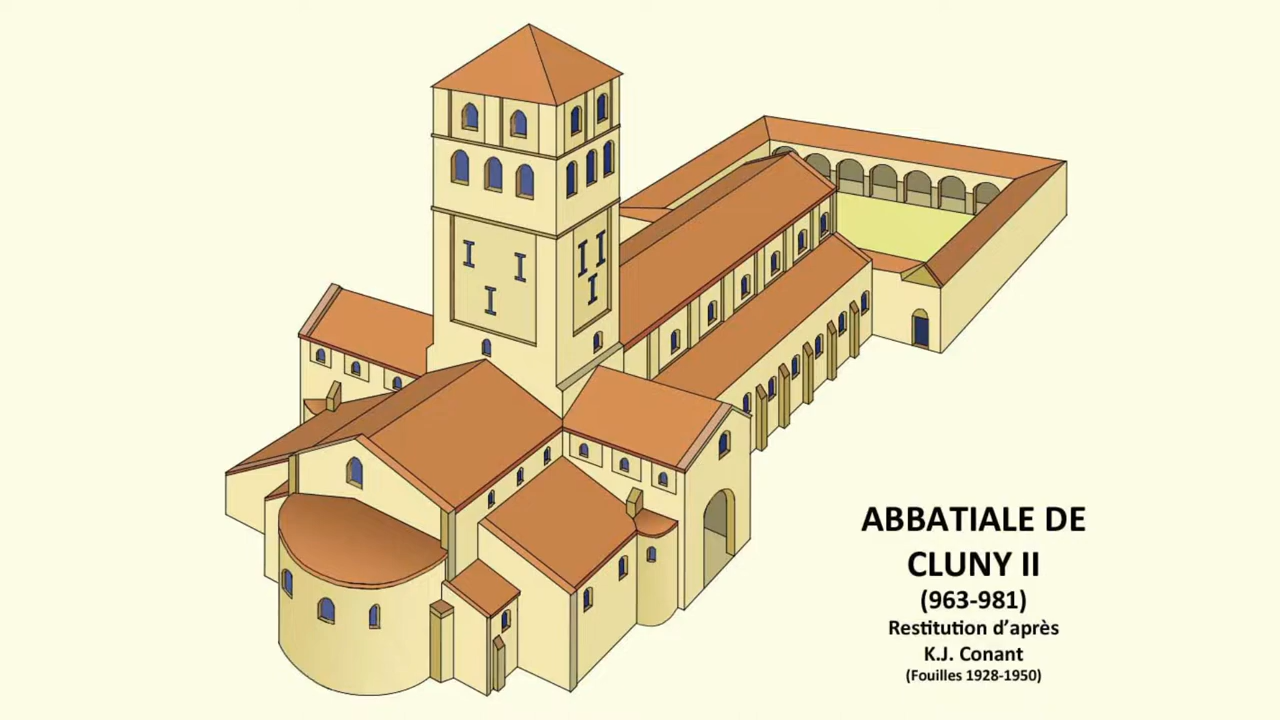 ABBATIALE DE
CLUNY II
(963-981)
Restitution d'après
K.J. Conant
(Fouilles 1928-1950)